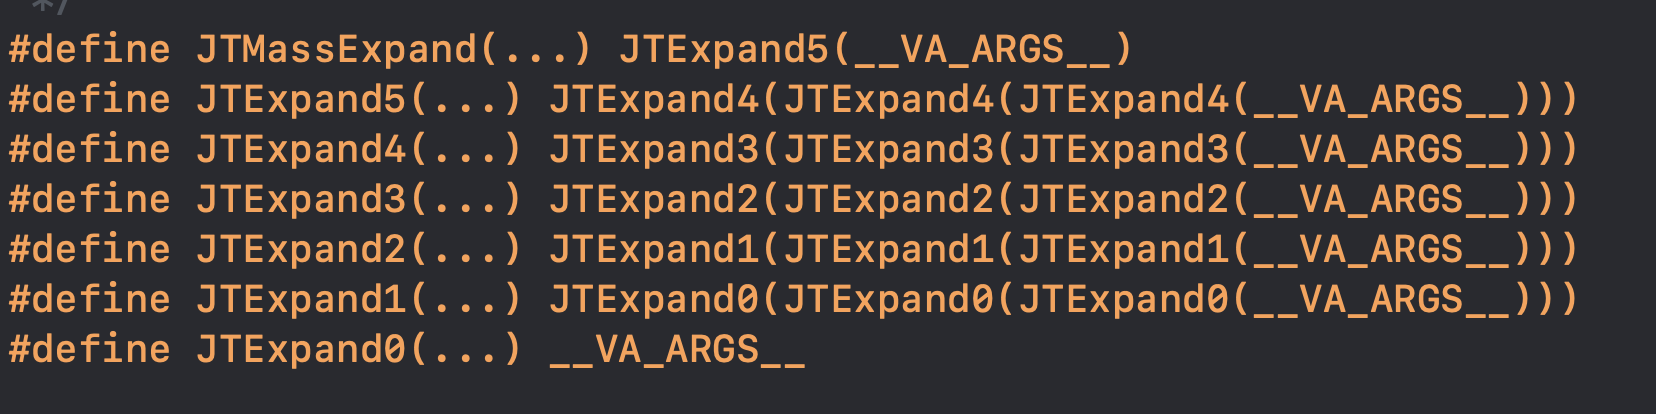 */
#define JTMassExpand(...) JTExpand5(__VA_ARGS__)
#define JTExpand5(...) JTExpand4(JTExpand4(JTExpand4(__VA_ARGS__)))
#define JTExpand4(...) JTExpand3(JTExpand3(JTExpand3(__VA_ARGS__)))
#define JTExpand3(...) JTExpand2(JTExpand2(JTExpand2(__VA_ARGS__)))
#define JTExpand2(...) JTExpand1(JTExpand1(JTExpand1(__VA_ARGS__)))
#define JTExpand1(...) JTExpand0(JTExpand0(JTExpand0(__VA_ARGS__)))
#define JTExpand0(...) __VA_ARGS__